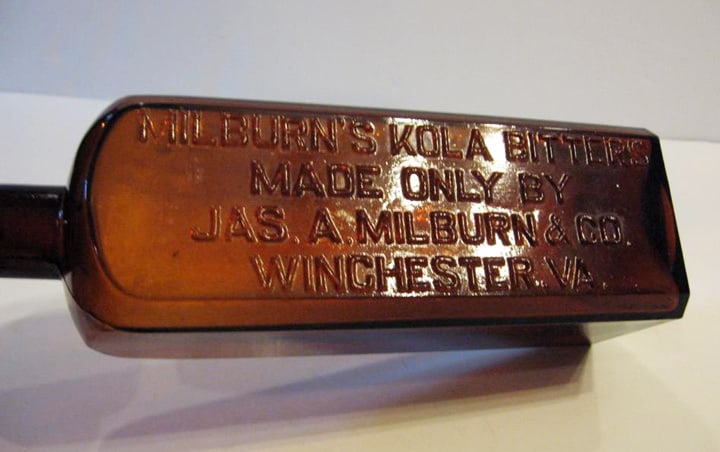 MILBURN'S KOLA BITTERS
MADE ONLY BY
JAS. A. MILBURN & CO.
WINCHESTER, VA.